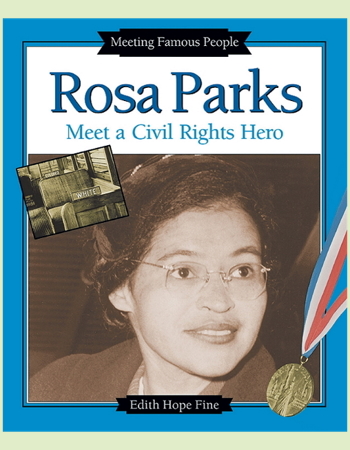 Meeting Famous People
Rosa Parks
Meet a Civil Rights Hero
WHITE
Edith Hope Fine